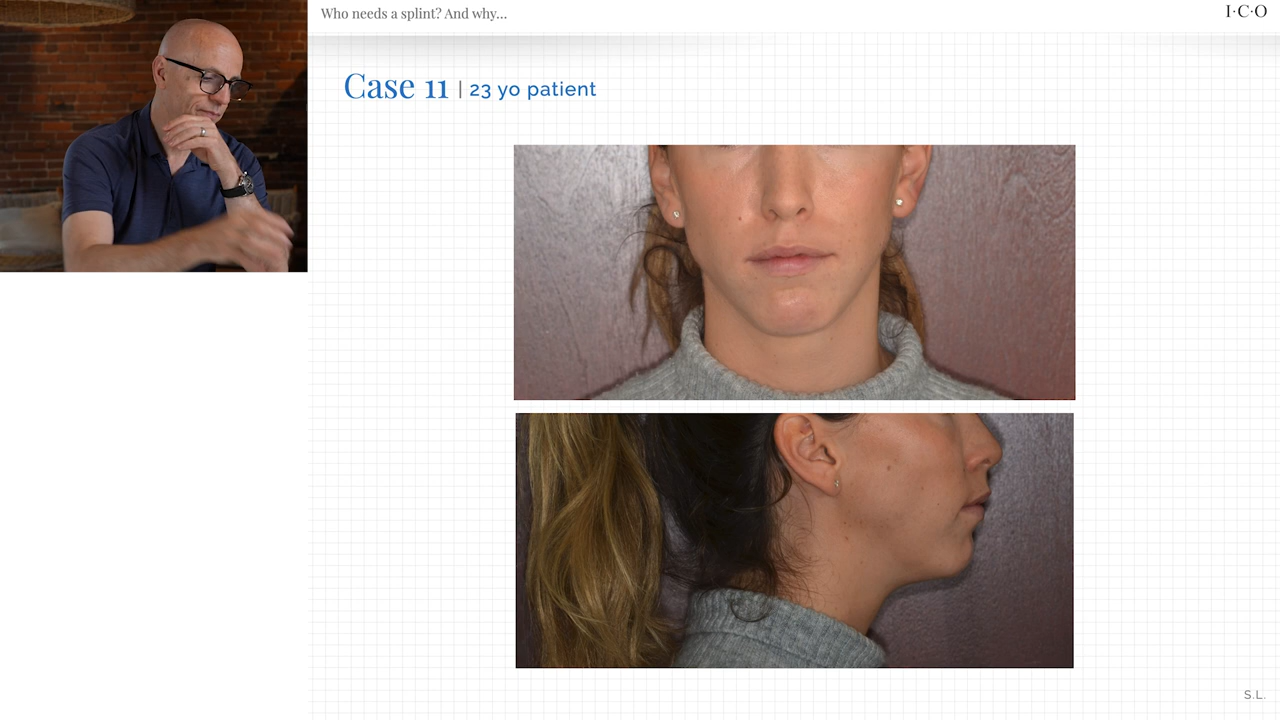 Who needs a splint? And why...
I·C·O
Case 11 | 23 yo patient
S.L.